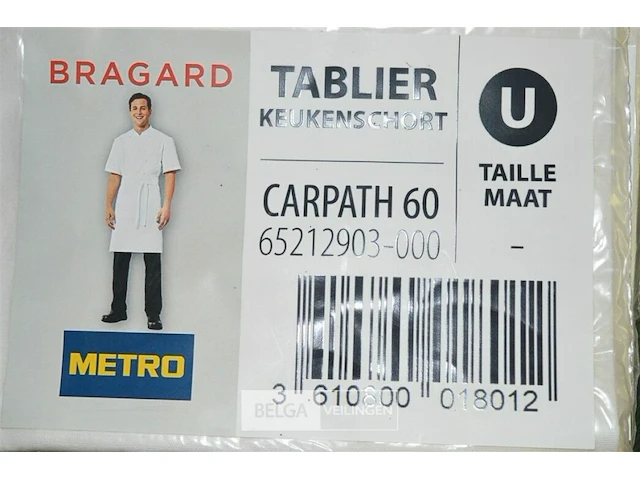 BRAGARD
METRO
TABLIER
KEUKENSCHORT
CARPATH 60
65212903-000
U
TAILLE
MAAT
-
3 610800 018012
BELGA VEILINGEN